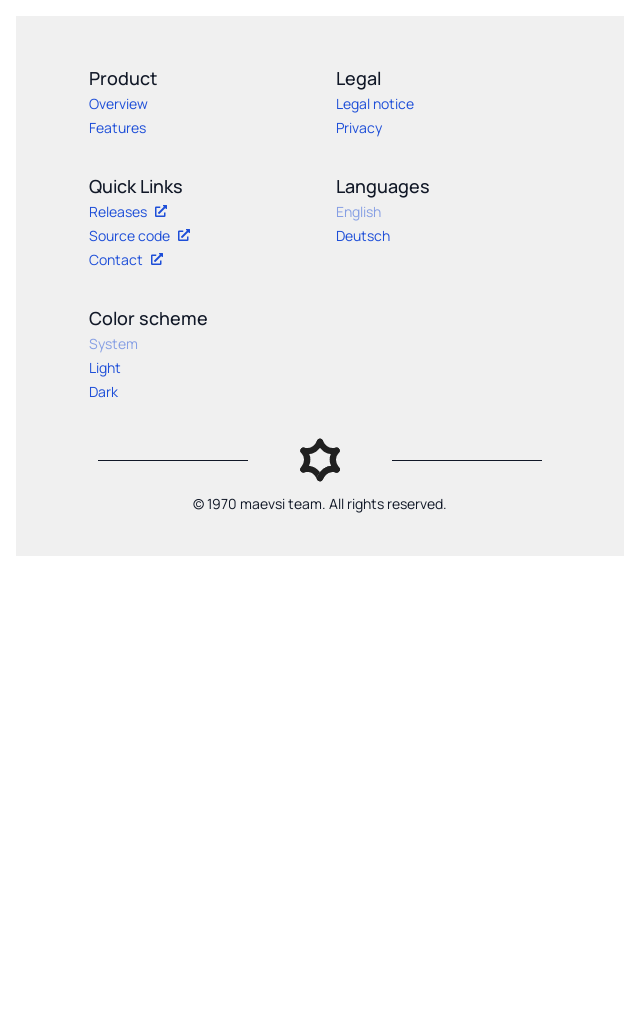 Product
Overview
Features
Legal
Legal notice
Privacy
Quick Links
Releases
Source code
Contact
Languages
English
Deutsch
Color scheme
System
Light
Dark
© 1970 maevsi team. All rights reserved.